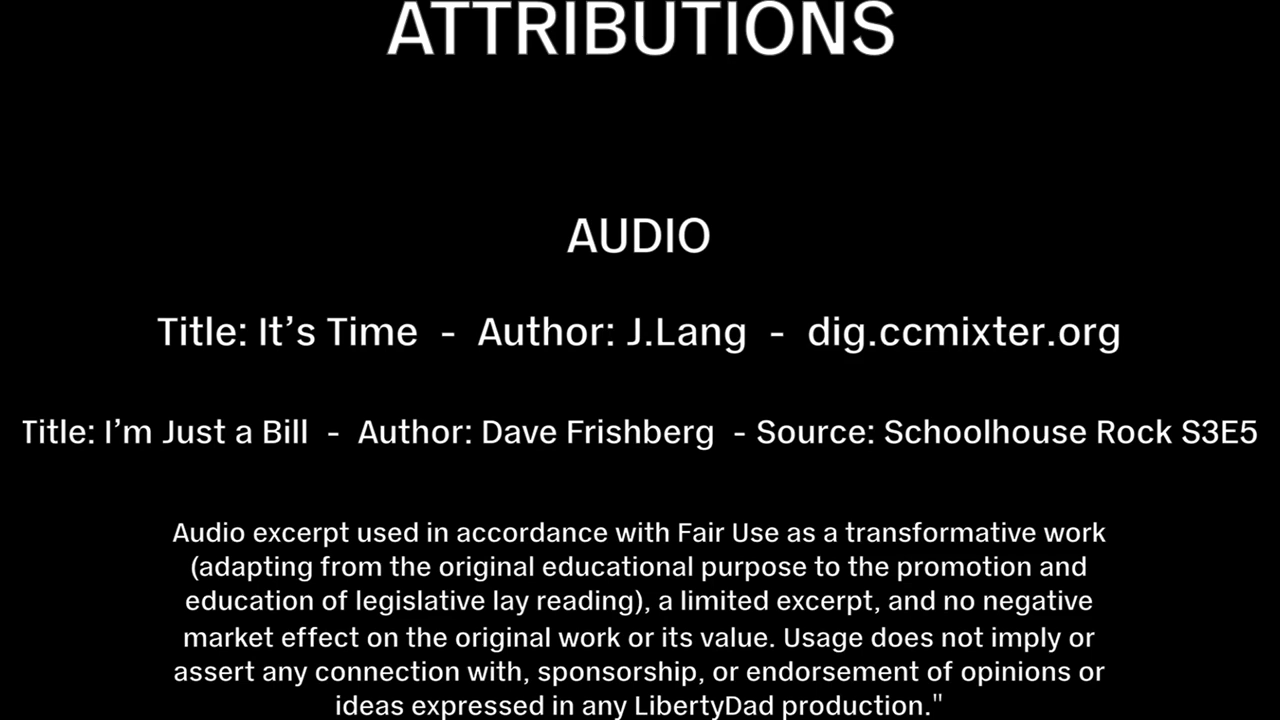 ATTRIBUTIONS
AUDIO
Title: It’s Time - Author: J.Lang - dig.ccmixter.org
Title: I’m Just a Bill - Author: Dave Frishberg - Source: Schoolhouse Rock S3E5
Audio excerpt used in accordance with Fair Use as a transformative work
(adapting from the original educational purpose to the promotion and
education of legislative lay reading), a limited excerpt, and no negative
market effect on the original work or its value. Usage does not imply or
assert any connection with, sponsorship, or endorsement of opinions or
ideas expressed in any LibertyDad production."